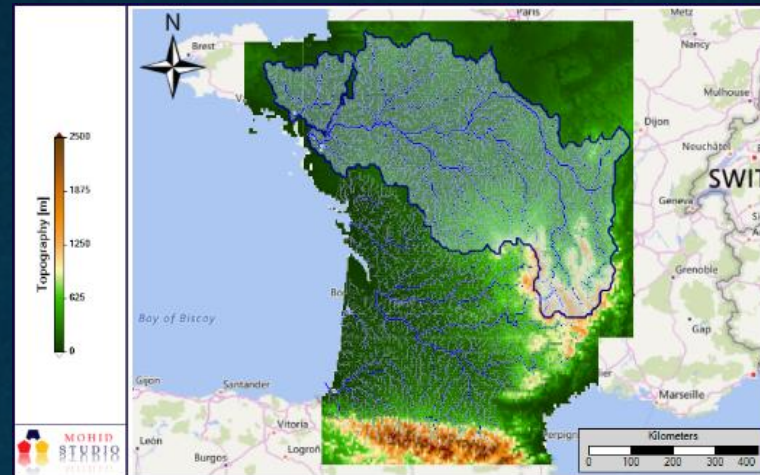 Paris
Metz
Brest
Nancy
N
Mulhouse
Dijon
Neuchâtel
SWIT
Geneva
2500
1875
1250
625
0
Topography [m]
Grenoble
Bay of Biscay
Gap
Gijon
Santander
Marseille
Vitoria
León
Burgos
Logroñ
Kilometers
0 100 200 300 400
MOHID
STUDIO